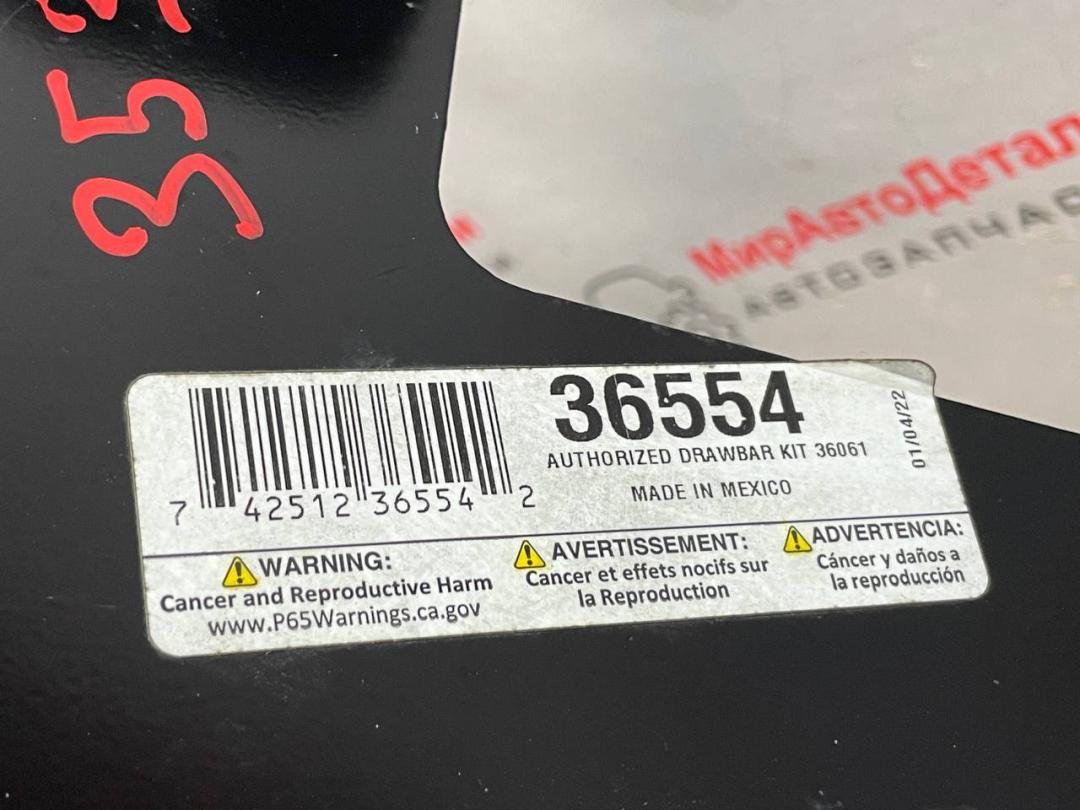 35
МирАвтоДетал
АВТОЗАПЧАС
36554
AUTHORIZED DRAWBAR KIT 36061
MADE IN MEXICO
01/04/22
7 42512 36554 2
WARNING:
Cancer and Reproductive Harm
www.P65Warnings.ca.gov
AVERTISSEMENT:
Cancer et effets nocifs sur
la Reproduction
ADVERTENCIA:
Cáncer y daños a
la reproducción